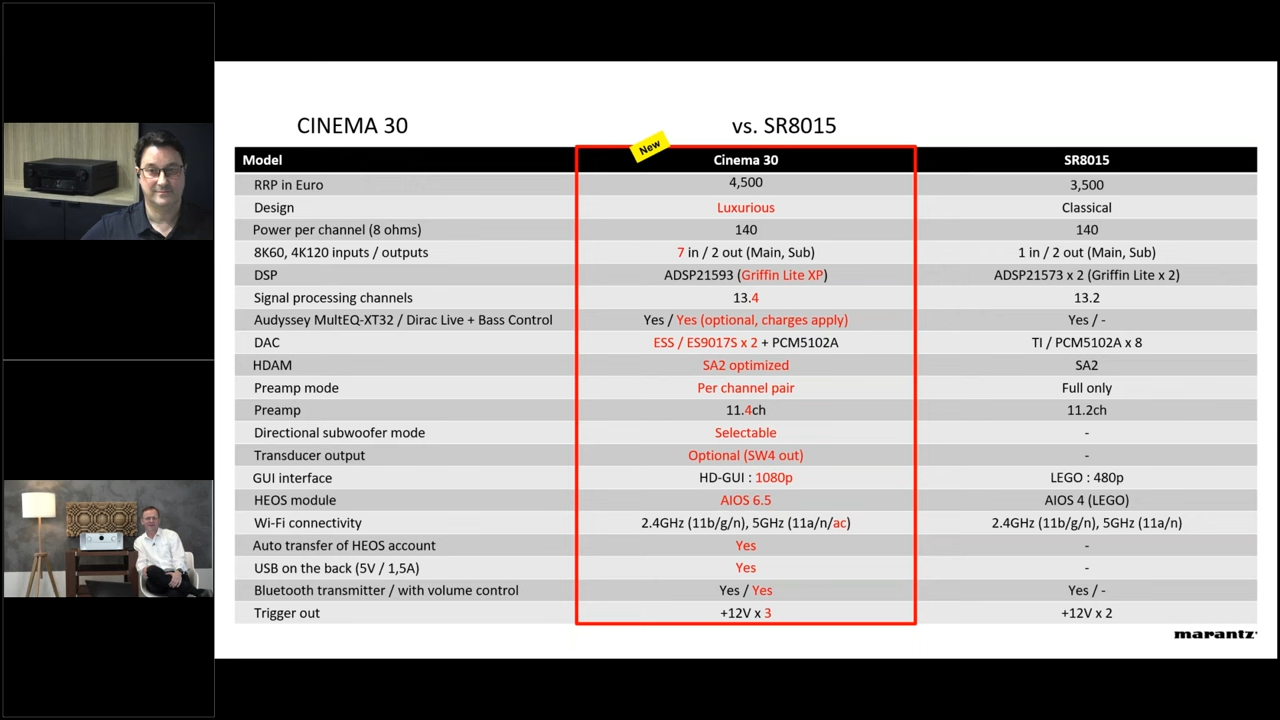 CINEMA 30 vs. SR8015
New
Model Cinema 30 SR8015
RRP in Euro 4,500 3,500
Design Luxurious Classical
Power per channel (8 ohms) 140 140
8K60, 4K120 inputs / outputs 7 in / 2 out (Main, Sub) 1 in / 2 out (Main, Sub)
DSP ADSP21593 (Griffin Lite XP) ADSP21573 x 2 (Griffin Lite x 2)
Signal processing channels 13.4 13.2
Audyssey MultEQ-XT32 / Dirac Live + Bass Control Yes / Yes (optional, charges apply) Yes / -
DAC ESS / ES9017S x 2 + PCM5102A TI / PCM5102A x 8
HDAM SA2 optimized SA2
Preamp mode Per channel pair Full only
Preamp 11.4ch 11.2ch
Directional subwoofer mode Selectable -
Transducer output Optional (SW4 out) -
GUI interface HD-GUI : 1080p LEGO : 480p
HEOS module AIOS 6.5 AIOS 4 (LEGO)
Wi-Fi connectivity 2.4GHz (11b/g/n), 5GHz (11a/n/ac) 2.4GHz (11b/g/n), 5GHz (11a/n)
Auto transfer of HEOS account Yes -
USB on the back (5V / 1,5A) Yes -
Bluetooth transmitter / with volume control Yes / Yes Yes / -
Trigger out +12V x 3 +12V x 2
marantz